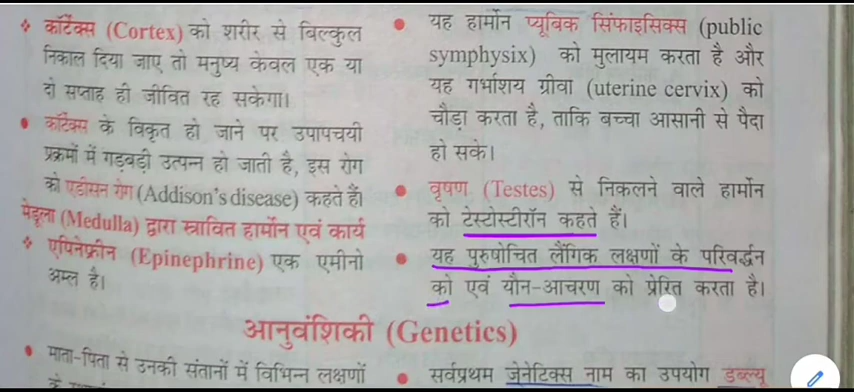 ❖ कॉर्टेक्स (Cortex) को शरीर से बिल्कुल
निकाल दिया जाए तो मनुष्य केवल एक या
दो सप्ताह ही जीवित रह सकेगा।
• कॉर्टेक्स के विकृत हो जाने पर उपापचयी
प्रक्रमों में गड़बड़ी उत्पन्न हो जाती है, इस रोग
को एडीसन रोग (Addison's disease) कहते हैं।
मेडूला (Medulla) द्वारा स्त्रावित हार्मोन एवं कार्य
❖ एपिनेफ्रीन (Epinephrine) एक एमीनो
अम्ल है।
• यह हार्मोन प्यूबिक सिंफाइसिक्स (public
symphysix) को मुलायम करता है और
यह गर्भाशय ग्रीवा (uterine cervix) को
चौड़ा करता है, ताकि बच्चा आसानी से पैदा
हो सके।
• वृषण (Testes) से निकलने वाले हार्मोन
को टेस्टोस्टीरॉन कहते हैं।
• यह पुरुषोचित लैंगिक लक्षणों के परिवर्द्धन
को एवं यौन-आचरण को प्रेरित करता है।
आनुवंशिकी (Genetics)
• माता-पिता से उनकी संतानों में विभिन्न लक्षणों
• सर्वप्रथम जेनेटिक्स नाम का उपयोग डब्ल्यू